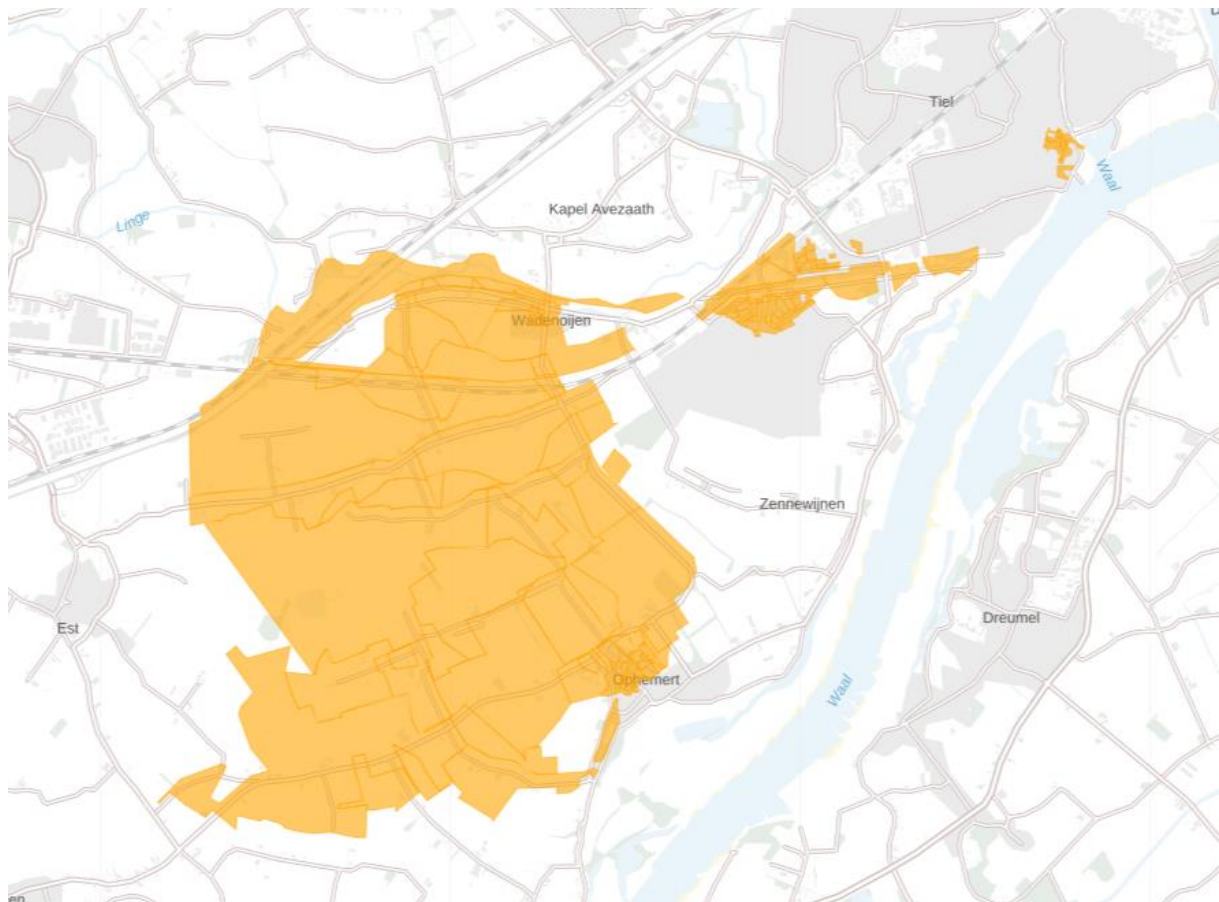 Tiel
Waal
Kapel Avezaath
Linge
Wadenoijen
Zennewijnen
Est
Dreumel
Ophemert
Waal